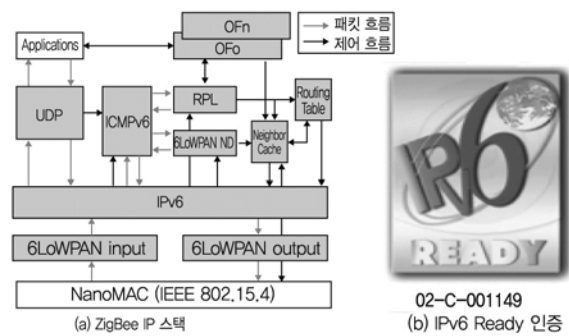 OFn
OFo
Applications
패킷 흐름
제어 흐름
UDP
ICMPv6
RPL
Routing
Table
6LoWPAN ND
Neighbor
Cache
IPv6
6LoWPAN input
6LoWPAN output
NanoMAC (IEEE 802.15.4)
(a) ZigBee IP 스택
IPv6
READY
02-C-001149
(b) IPv6 Ready 인증